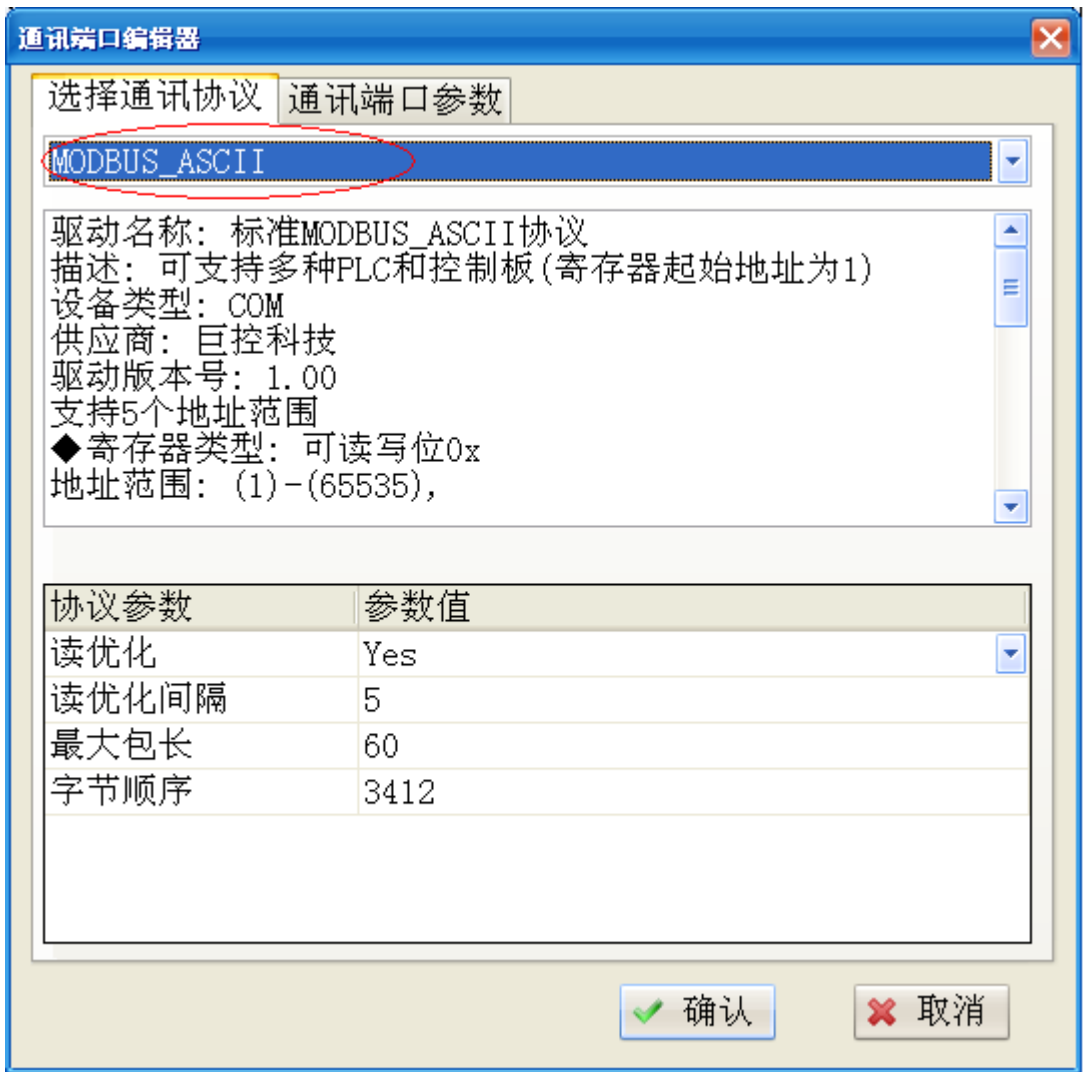 通讯端口编辑器
选择通讯协议 通讯端口参数
MODBUS_ASCII
驱动名称: 标准MODBUS_ASCII协议
描述: 可支持多种PLC和控制板(寄存器起始地址为1)
设备类型: COM
供应商: 巨控科技
驱动版本号: 1.00
支持5个地址范围
◆寄存器类型: 可读写位0x
地址范围: (1)-(65535),
协议参数 参数值
读优化 Yes
读优化间隔 5
最大包长 60
字节顺序 3412
确认 取消